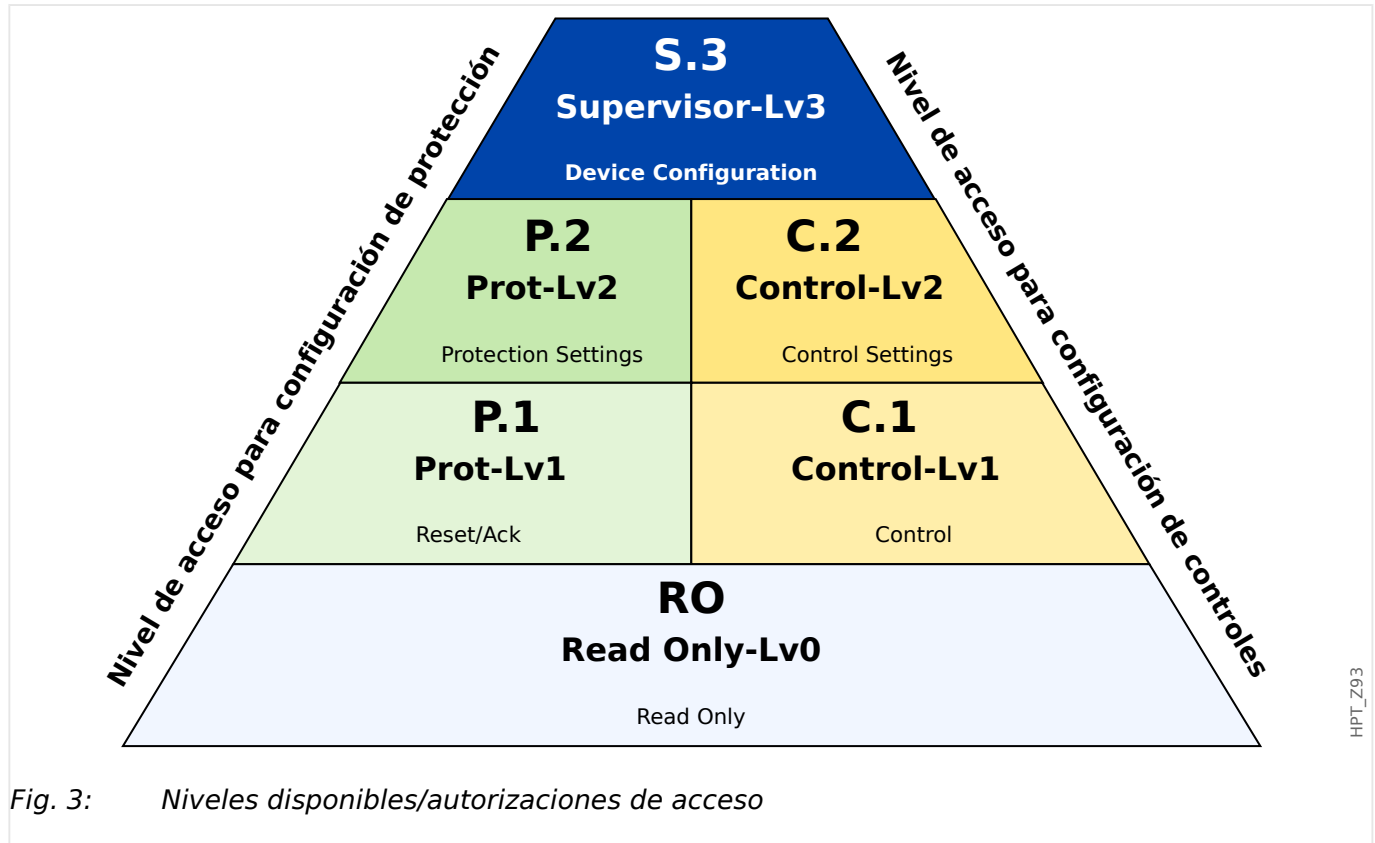 Nivel de acceso para configuración de protección
Nivel de acceso para configuración de controles
S.3
Supervisor-Lv3
Device Configuration
P.2
Prot-Lv2
Protection Settings
C.2
Control-Lv2
Control Settings
P.1
Prot-Lv1
Reset/Ack
C.1
Control-Lv1
Control
RO
Read Only-Lv0
Read Only
HPT_Z93
Fig. 3: Niveles disponibles/autorizaciones de acceso